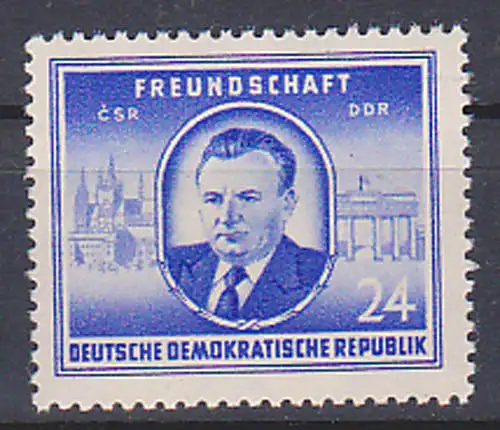 FREUNDSCHAFT
ČSR DDR
24
DEUTSCHE DEMOKRATISCHE REPUBLIK